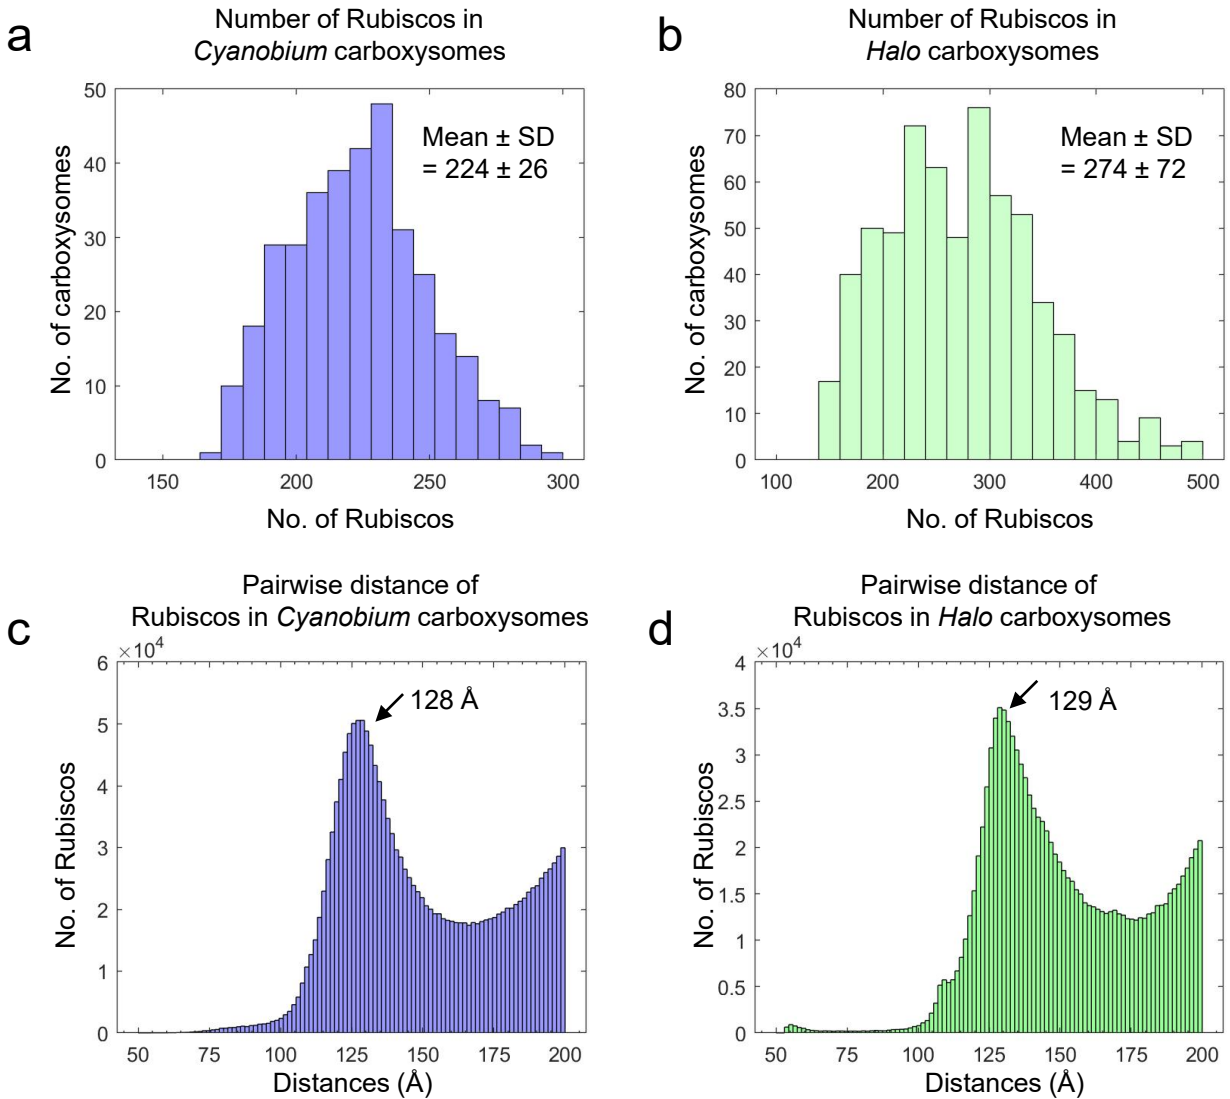 a
Number of Rubiscos in
Cyanobium carboxysomes
50
40
30
20
10
0
No. of carboxysomes
Mean ± SD
= 224 ± 26
150 200 250 300
No. of Rubiscos
b
Number of Rubiscos in
Halo carboxysomes
80
70
60
50
40
30
20
10
0
No. of carboxysomes
Mean ± SD
= 274 ± 72
100 200 300 400 500
No. of Rubiscos
c
Pairwise distance of
Rubiscos in Cyanobium carboxysomes
×10⁴
6
5
4
3
2
1
0
No. of Rubiscos
128 Å
50 75 100 125 150 175 200
Distances (Å)
d
Pairwise distance of
Rubiscos in Halo carboxysomes
×10⁴
4
3.5
3
2.5
2
1.5
1
0.5
0
No. of Rubiscos
129 Å
50 75 100 125 150 175 200
Distances (Å)